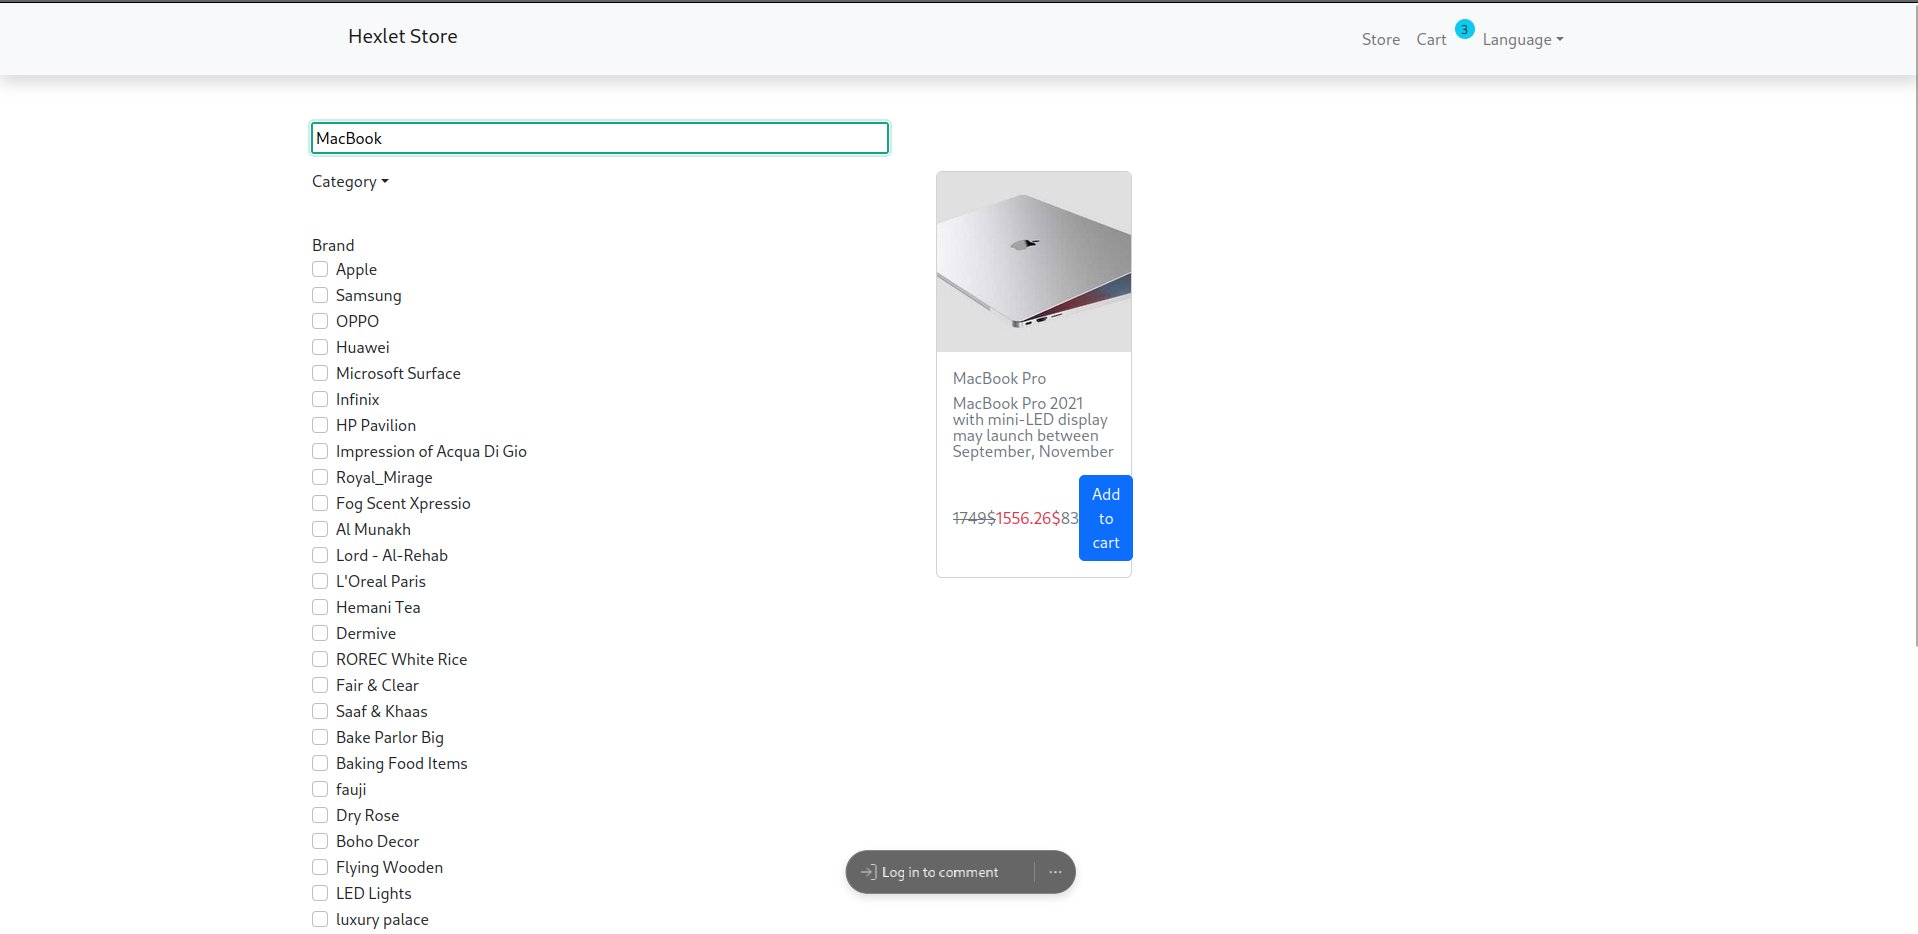 Hexlet Store
Store Cart 3 Language
MacBook
Category
Brand
Apple
Samsung
OPPO
Huawei
Microsoft Surface
Infinix
HP Pavilion
Impression of Acqua Di Gio
Royal_Mirage
Fog Scent Xpressio
Al Munakh
Lord - Al-Rehab
L'Oreal Paris
Hemani Tea
Dermive
ROREC White Rice
Fair & Clear
Saaf & Khaas
Bake Parlor Big
Baking Food Items
fauji
Dry Rose
Boho Decor
Flying Wooden
LED Lights
luxury palace
MacBook Pro
MacBook Pro 2021
with mini-LED display
may launch between
September, November
1749$1556.26$83
Add
to
cart
Log in to comment